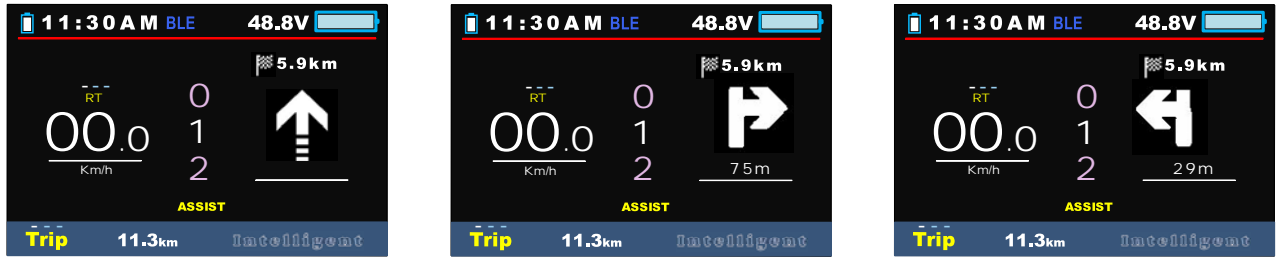 11:30AM BLE 48.8V
5.9km
RT
00.0
Km/h
0
1
2
ASSIST
Trip 11.3km Intelligent
11:30AM BLE 48.8V
5.9km
RT
00.0
Km/h
0
1
2
75m
ASSIST
Trip 11.3km Intelligent
11:30AM BLE 48.8V
5.9km
RT
00.0
Km/h
0
1
2
29m
ASSIST
Trip 11.3km Intelligent